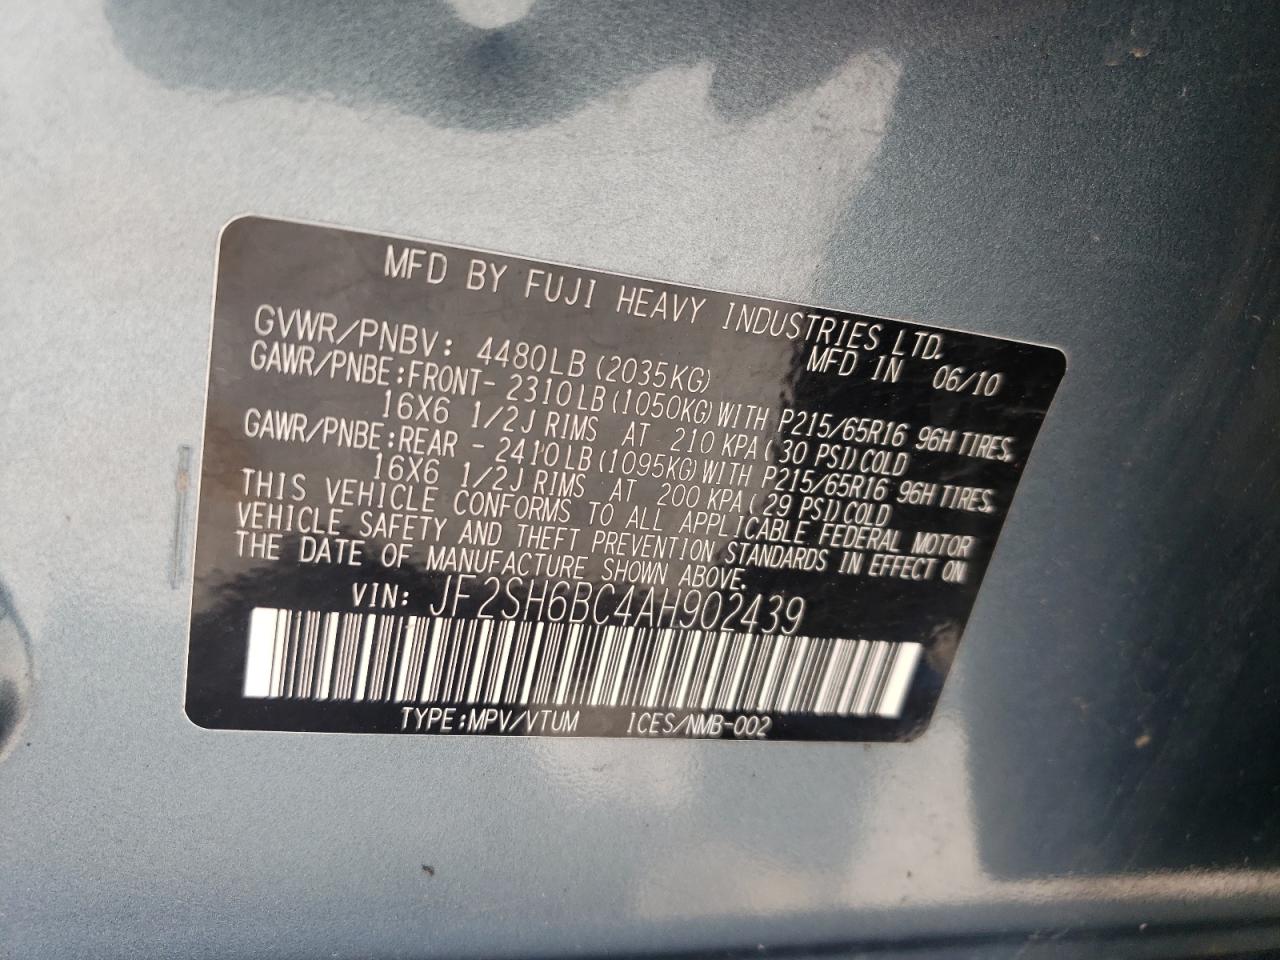 MFD BY FUJI HEAVY INDUSTRIES LTD.
MFD IN 06/10
GVWR/PNBV: 4480LB (2035KG)
GAWR/PNBE:FRONT- 2310LB(1050KG)WITH P215/65R16 96H TIRES.
16X6 1/2J RIMS AT 210 KPA( 30 PSI)COLD
GAWR/PNBE:REAR - 2410LB(1095KG)WITH P215/65R16 96H TIRES.
16X6 1/2J RIMS AT 200 KPA( 29 PSI)COLD
THIS VEHICLE CONFORMS TO ALL APPLICABLE FEDERAL MOTOR
VEHICLE SAFETY AND THEFT PREVENTION STANDARDS IN EFFECT ON
THE DATE OF MANUFACTURE SHOWN ABOVE.
VIN: JF2SH6BC4AH902439
TYPE:MPV/VTUM ICES/NMB-002